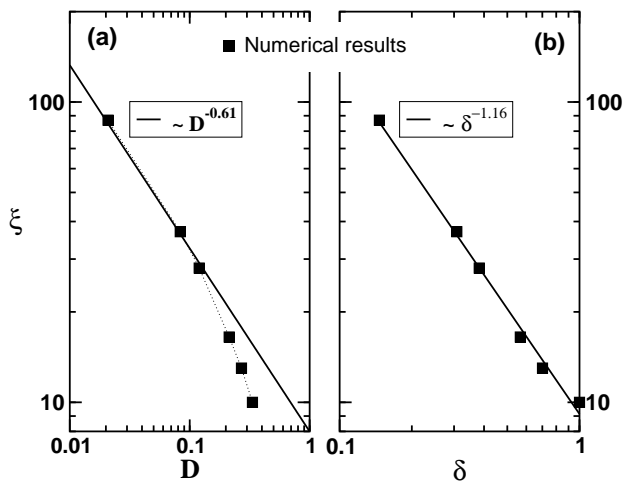 (a)
Numerical results
(b)
100
100
~ D^-0.61
~ δ^-1.16
ξ
10
10
0.01
0.1
1
0.1
1
D
δ